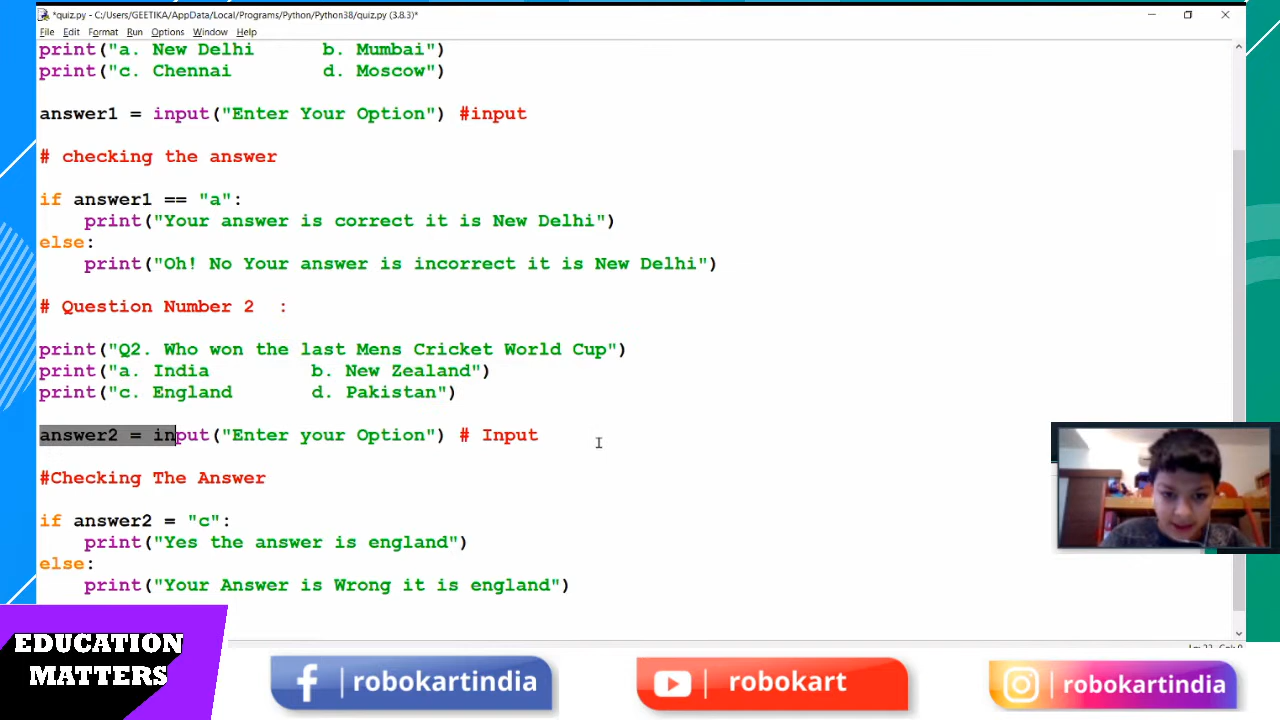 *quiz.py - C:/Users/GEETIKA/AppData/Local/Programs/Python/Python38/quiz.py (3.8.3)*
File Edit Format Run Options Window Help
print("a. New Delhi      b. Mumbai")
print("c. Chennai        d. Moscow")
answer1 = input("Enter Your Option") #input
# checking the answer
if answer1 == "a":
    print("Your answer is correct it is New Delhi")
else:
    print("Oh! No Your answer is incorrect it is New Delhi")
# Question Number 2  :
print("Q2. Who won the last Mens Cricket World Cup")
print("a. India         b. New Zealand")
print("c. England       d. Pakistan")
answer2 = input("Enter your Option") # Input
#Checking The Answer
if answer2 = "c":
    print("Yes the answer is england")
else:
    print("Your Answer is Wrong it is england")
EDUCATION
MATTERS
robokartindia
robokart
robokartindia